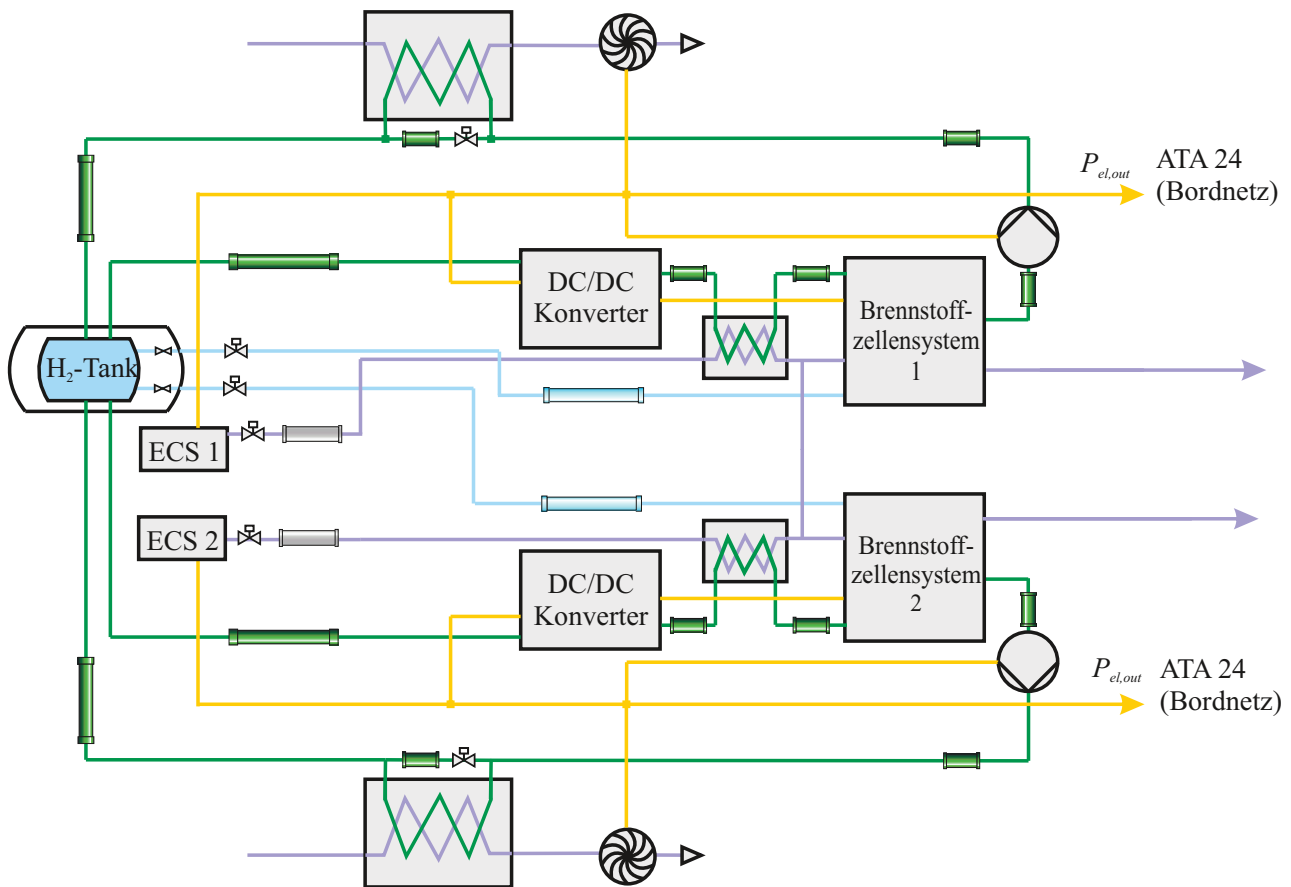 P_el,out ATA 24
(Bordnetz)
DC/DC
Konverter
Brennstoff-
zellensystem
1
H₂-Tank
ECS 1
ECS 2
DC/DC
Konverter
Brennstoff-
zellensystem
2
P_el,out ATA 24
(Bordnetz)